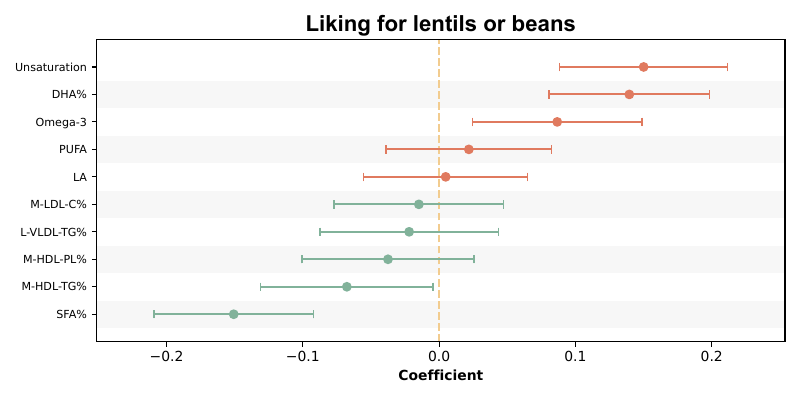 Liking for lentils or beans
Unsaturation
DHA%
Omega-3
PUFA
LA
M-LDL-C%
L-VLDL-TG%
M-HDL-PL%
M-HDL-TG%
SFA%
−0.2 −0.1 0.0 0.1 0.2
Coefficient